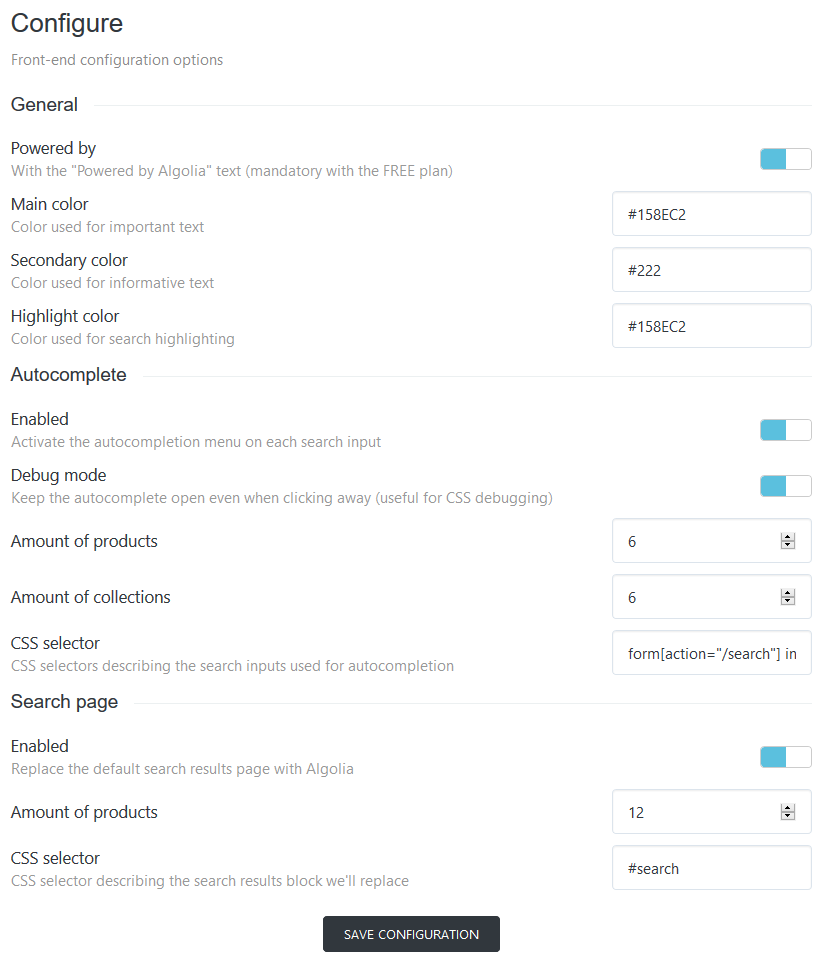 Configure
Front-end configuration options
General
Powered by
With the "Powered by Algolia" text (mandatory with the FREE plan)
Main color
Color used for important text
#158EC2
Secondary color
Color used for informative text
#222
Highlight color
Color used for search highlighting
#158EC2
Autocomplete
Enabled
Activate the autocompletion menu on each search input
Debug mode
Keep the autocomplete open even when clicking away (useful for CSS debugging)
Amount of products
6
Amount of collections
6
CSS selector
CSS selectors describing the search inputs used for autocompletion
form[action="/search"] in
Search page
Enabled
Replace the default search results page with Algolia
Amount of products
12
CSS selector
CSS selector describing the search results block we'll replace
#search
SAVE CONFIGURATION